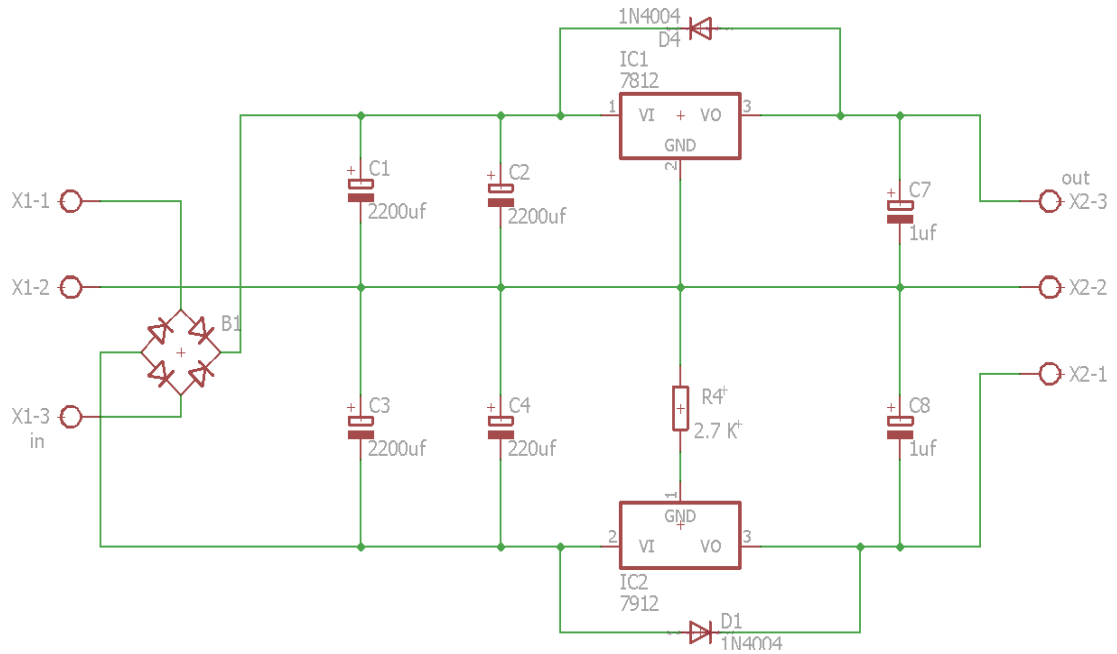 1N4004
D4
IC1
7812
1
VI
VO
3
GND
2
C1
2200uf
C2
2200uf
C7
1uf
out
X2-3
X1-1
X1-2
X2-2
B1
X2-1
X1-3
in
C3
2200uf
C4
220uf
R4
2.7 K
C8
1uf
1
GND
2
VI
VO
3
IC2
7912
D1
1N4004